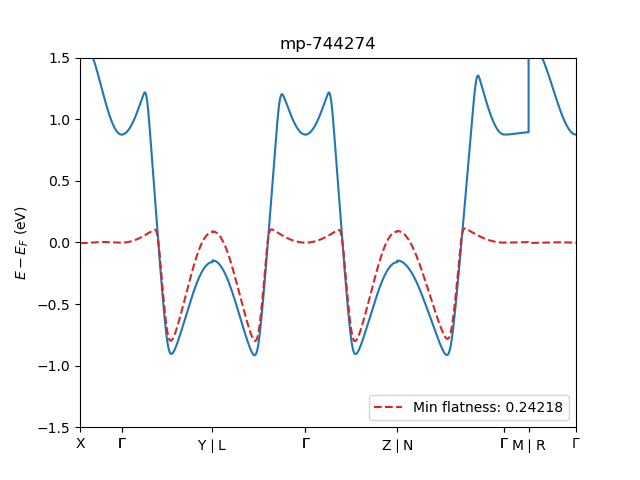 mp-744274
E − E_F (eV)
1.5
1.0
0.5
0.0
−0.5
−1.0
−1.5
Min flatness: 0.24218
X Γ Y | L Γ Z | N Γ M | R Γ